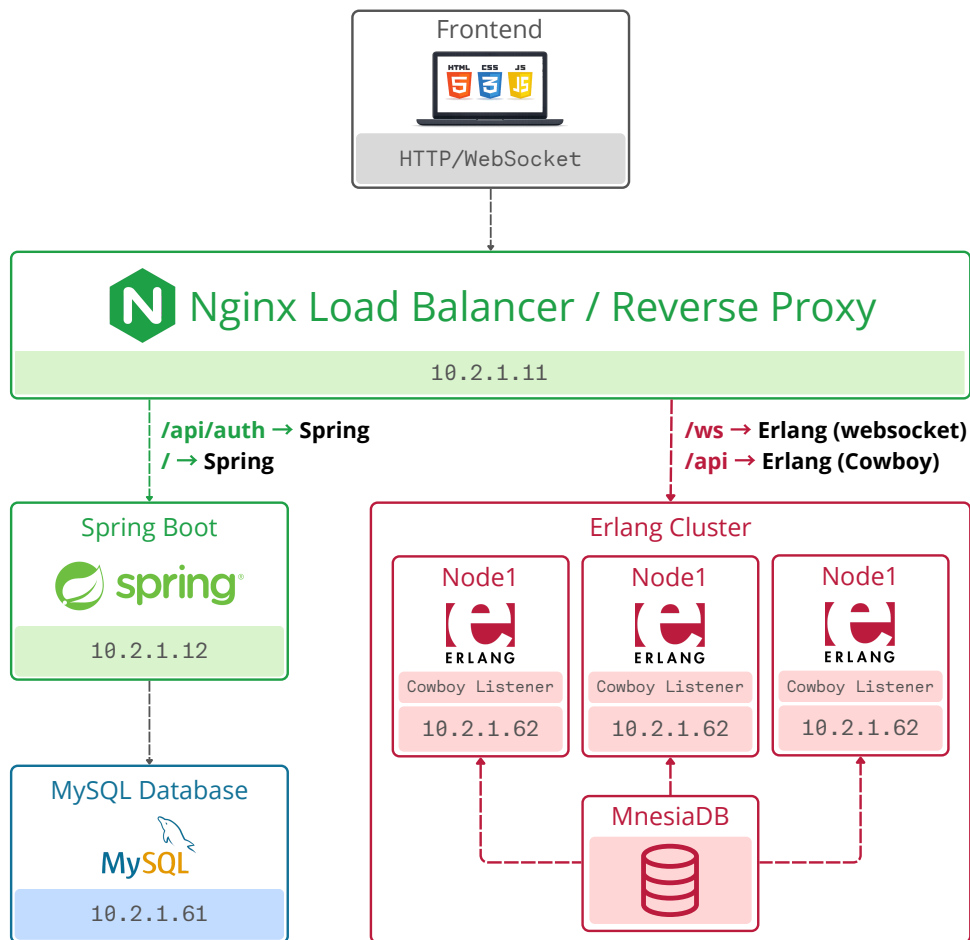 Frontend
HTML CSS JS
5 3 JS
HTTP/WebSocket
N Nginx Load Balancer / Reverse Proxy
10.2.1.11
/api/auth → Spring
/ → Spring
/ws → Erlang (websocket)
/api → Erlang (Cowboy)
Spring Boot
spring®
10.2.1.12
MySQL Database
MySQL
10.2.1.61
Erlang Cluster
Node1
e
ERLANG
Cowboy Listener
10.2.1.62
Node1
e
ERLANG
Cowboy Listener
10.2.1.62
Node1
e
ERLANG
Cowboy Listener
10.2.1.62
MnesiaDB